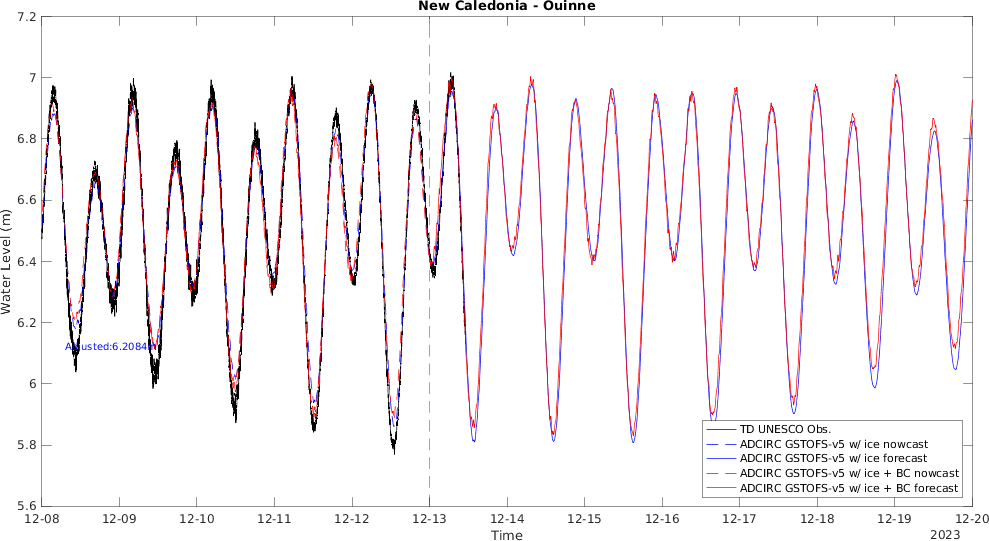 New Caledonia - Ouinne
7.2
7
6.8
6.6
6.4
6.2
6
5.8
5.6
Water Level (m)
TD UNESCO Obs.
ADCIRC GSTOFS-v5 w/ ice nowcast
ADCIRC GSTOFS-v5 w/ ice forecast
ADCIRC GSTOFS-v5 w/ ice + BC nowcast
ADCIRC GSTOFS-v5 w/ ice + BC forecast
12-08 12-09 12-10 12-11 12-12 12-13 12-14 12-15 12-16 12-17 12-18 12-19 12-20
Time
2023